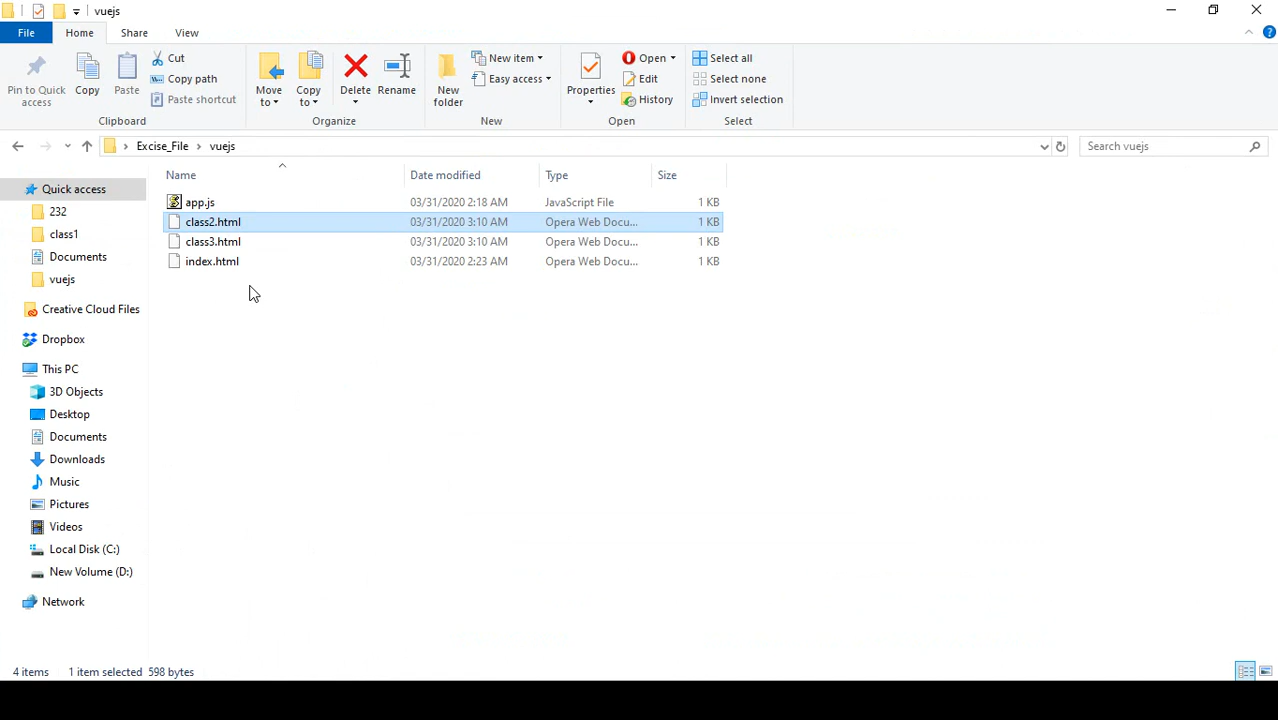 vuejs
File Home Share View
Pin to Quick access
Copy
Paste
Cut
Copy path
Paste shortcut
Clipboard
Move to
Copy to
Delete
Rename
Organize
New folder
New item
Easy access
New
Properties
Open
Edit
History
Open
Select all
Select none
Invert selection
Select
Excise_File › vuejs
Search vuejs
Name Date modified Type Size
app.js 03/31/2020 2:18 AM JavaScript File 1 KB
class2.html 03/31/2020 3:10 AM Opera Web Docu... 1 KB
class3.html 03/31/2020 3:10 AM Opera Web Docu... 1 KB
index.html 03/31/2020 2:23 AM Opera Web Docu... 1 KB
Quick access
232
class1
Documents
vuejs
Creative Cloud Files
Dropbox
This PC
3D Objects
Desktop
Documents
Downloads
Music
Pictures
Videos
Local Disk (C:)
New Volume (D:)
Network
4 items 1 item selected 598 bytes